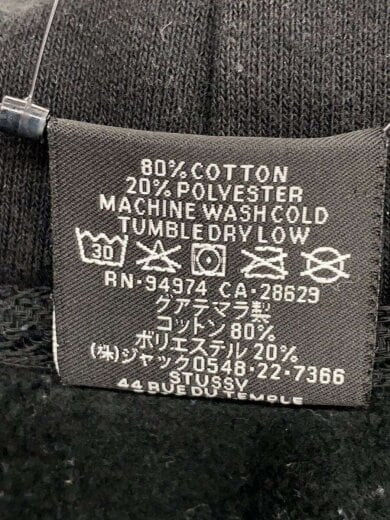 80% COTTON
20% POLYESTER
MACHINE WASH COLD
TUMBLE DRY LOW
30
RN・94974 CA・28629
グアテマラ製
コットン 80%
ポリエステル 20%
(株)ジャック0548・22・7366
STUSSY
44 RUE DU TEMPLE